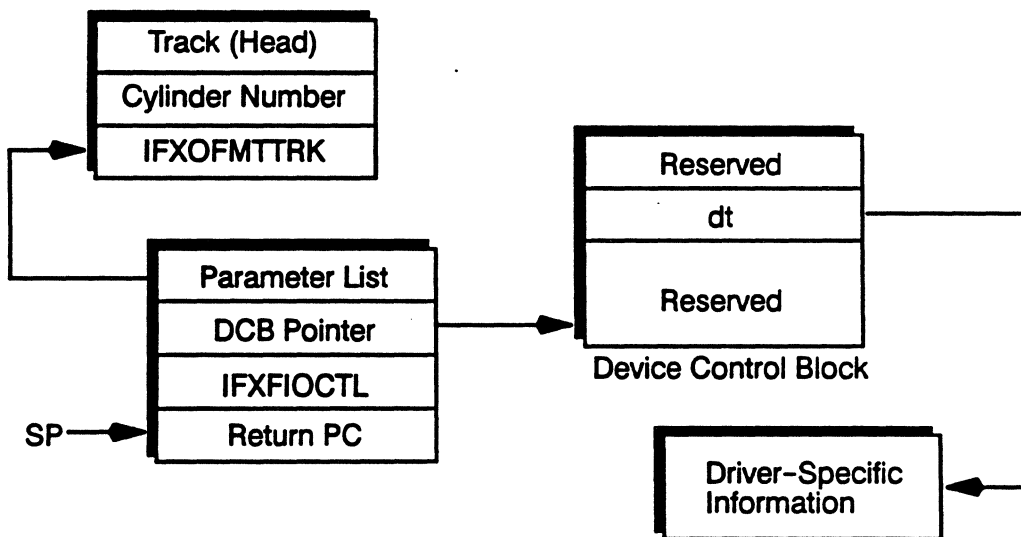 Track (Head)
Cylinder Number
IFXOFMTTRK
Parameter List
DCB Pointer
IFXFIOCTL
Return PC
SP
Reserved
dt
Reserved
Device Control Block
Driver-Specific
Information